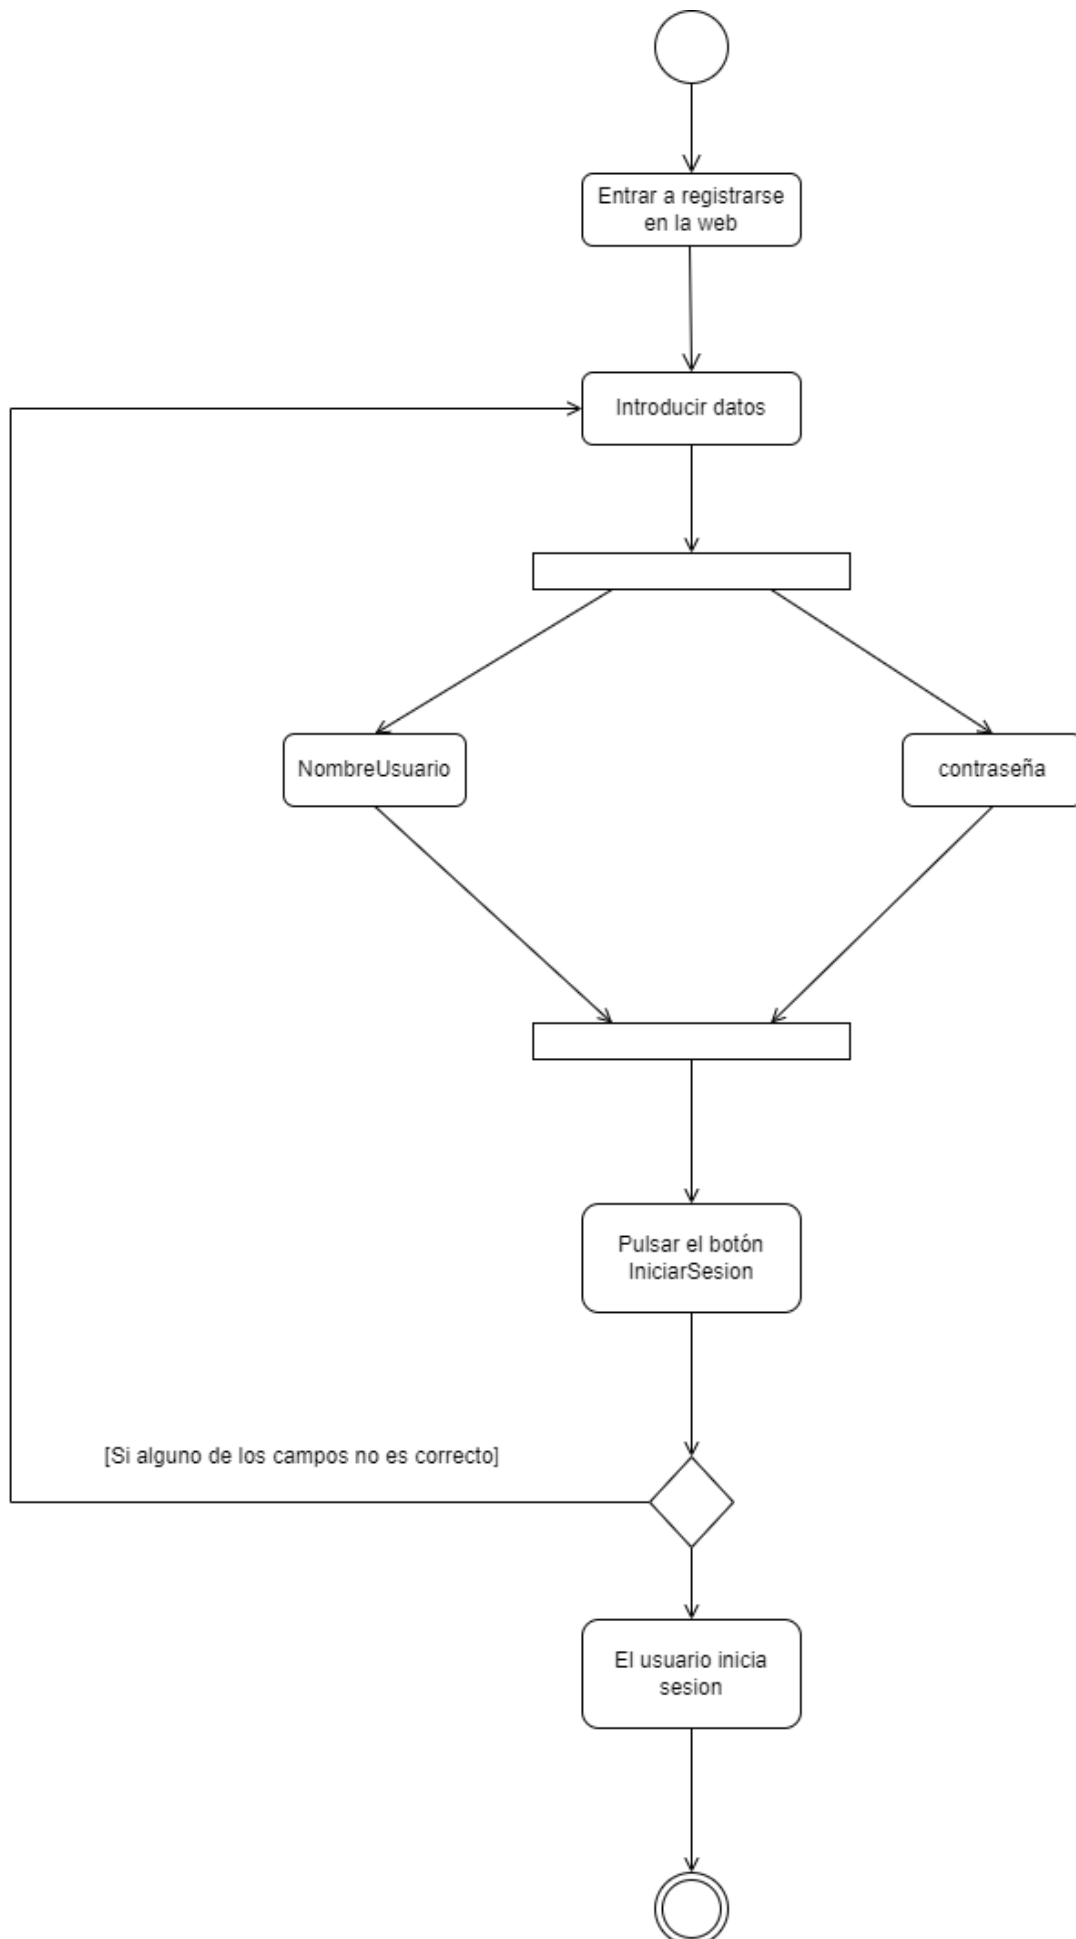 Entrar a registrarse
en la web
Introducir datos
NombreUsuario
contraseña
Pulsar el botón
IniciarSesion
[Si alguno de los campos no es correcto]
El usuario inicia
sesion